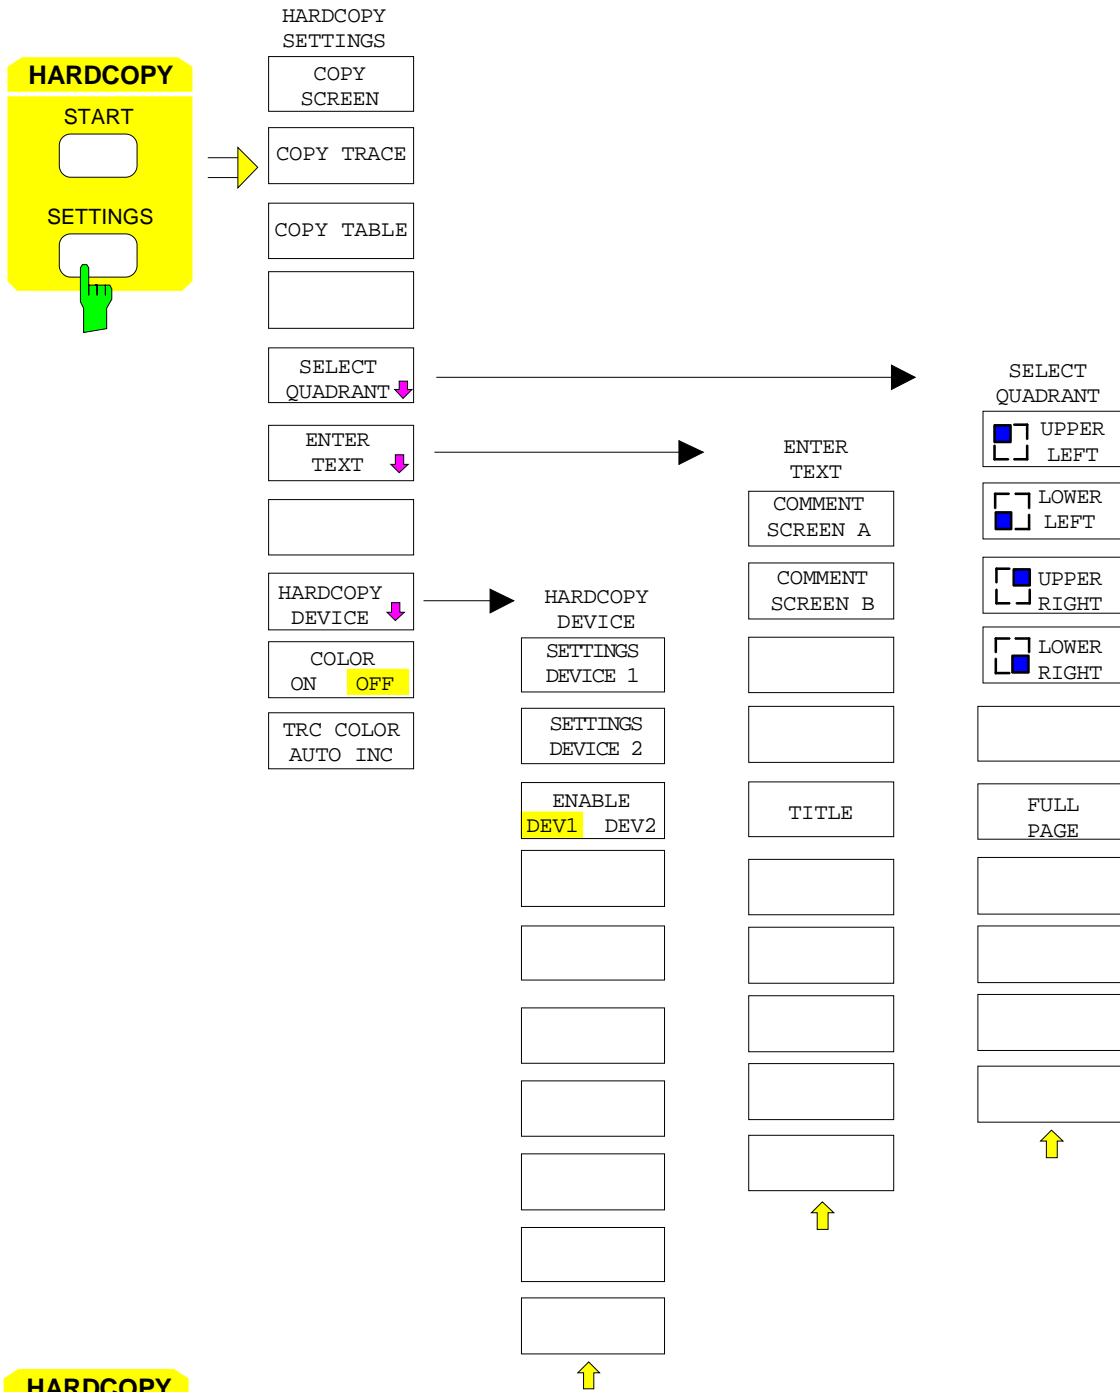 HARDCOPY
START
SETTINGS
HARDCOPY
SETTINGS
COPY
SCREEN
COPY TRACE
COPY TABLE
SELECT
QUADRANT
ENTER
TEXT
HARDCOPY
DEVICE
COLOR
ON OFF
TRC COLOR
AUTO INC
HARDCOPY
DEVICE
SETTINGS
DEVICE 1
SETTINGS
DEVICE 2
ENABLE
DEV1 DEV2
ENTER
TEXT
COMMENT
SCREEN A
COMMENT
SCREEN B
TITLE
SELECT
QUADRANT
UPPER
LEFT
LOWER
LEFT
UPPER
RIGHT
LOWER
RIGHT
FULL
PAGE
HARDCOPY